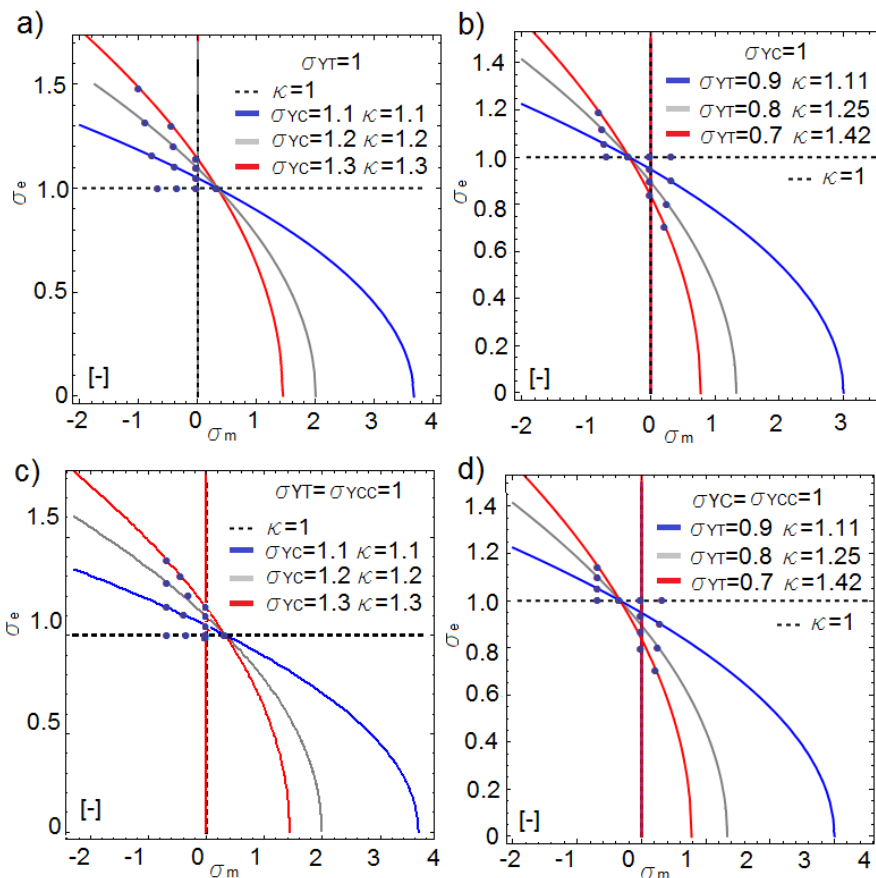 a)
σYT=1
κ=1
σYC=1.1 κ=1.1
σYC=1.2 κ=1.2
σYC=1.3 κ=1.3
1.5
1.0
0.5
0
σe
[-]
-2 -1 0 1 2 3 4
σm
b)
σYC=1
σYT=0.9 κ=1.11
σYT=0.8 κ=1.25
σYT=0.7 κ=1.42
κ=1
1.4
1.2
1.0
0.8
0.6
0.4
0.2
0
σe
[-]
-2 -1 0 1 2 3
σm
c)
σYT=σYCC=1
κ=1
σYC=1.1 κ=1.1
σYC=1.2 κ=1.2
σYC=1.3 κ=1.3
1.5
1.0
0.5
0
σe
[-]
-2 -1 0 1 2 3 4
σm
d)
σYC=σYCC=1
σYT=0.9 κ=1.11
σYT=0.8 κ=1.25
σYT=0.7 κ=1.42
κ=1
1.4
1.2
1.0
0.8
0.6
0.4
0.2
0
σe
[-]
-2 -1 0 1 2 3 4
σm